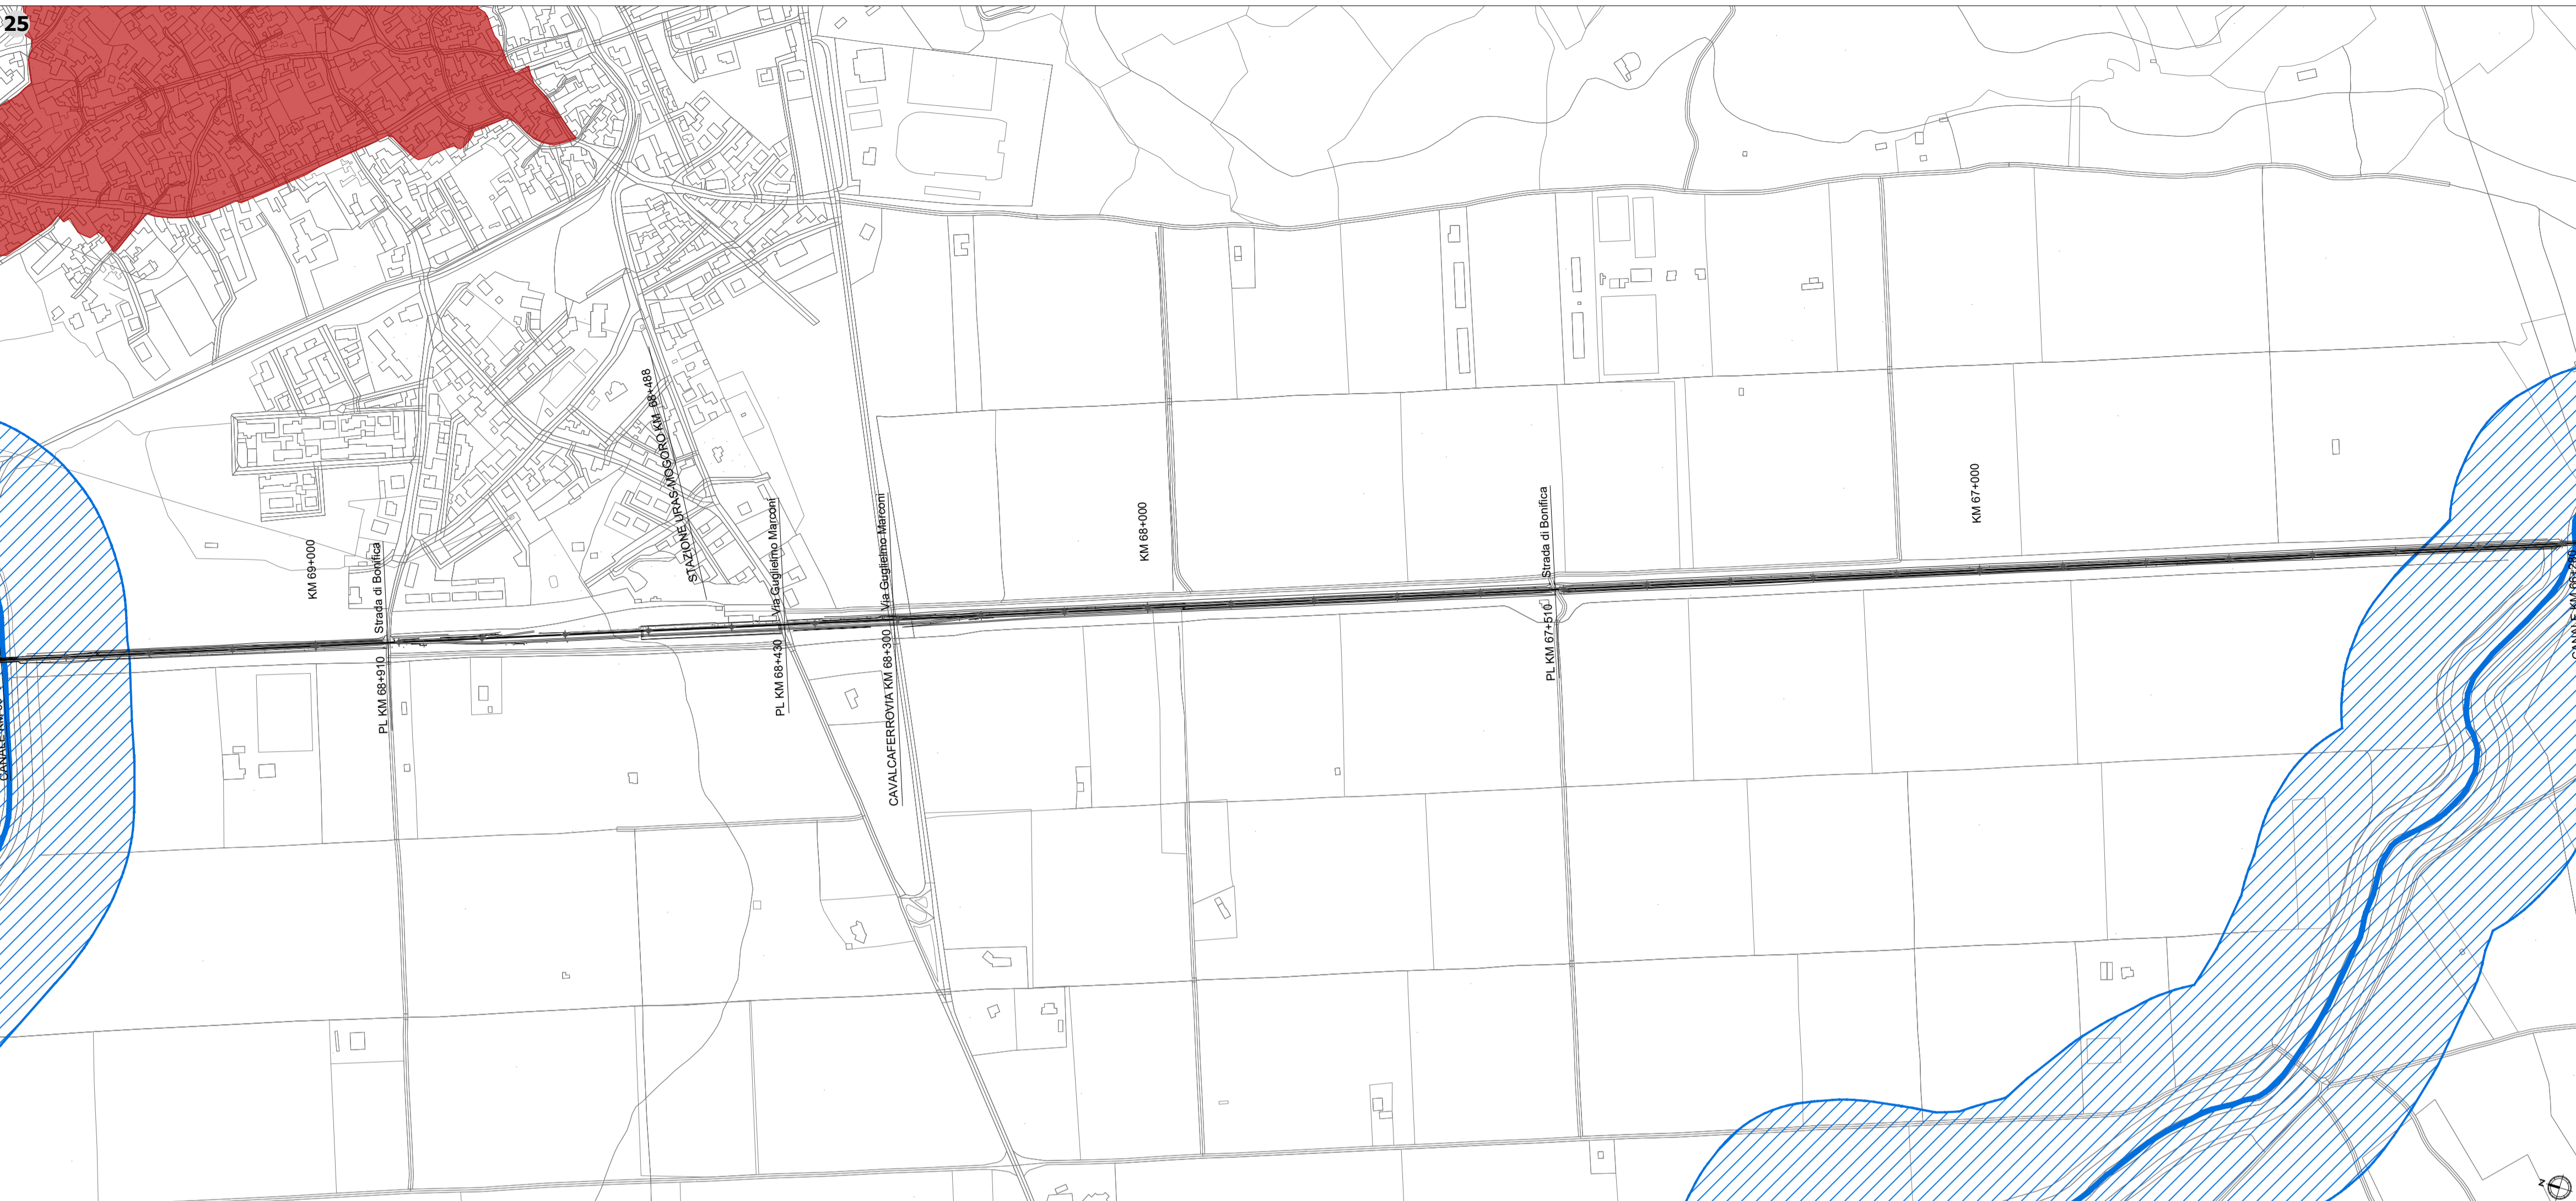 25
STAZIONE URAS-MOGORO KM 68+488
KM 69+000
Strada di Bonifica
PL KM 68+910
Via Guglielmo Marconi
PL KM 68+430
Via Guglielmo Marconi
CAVALCAFERROVIA KM 68+300
KM 68+000
Strada di Bonifica
PL KM 67+510
KM 67+000
N